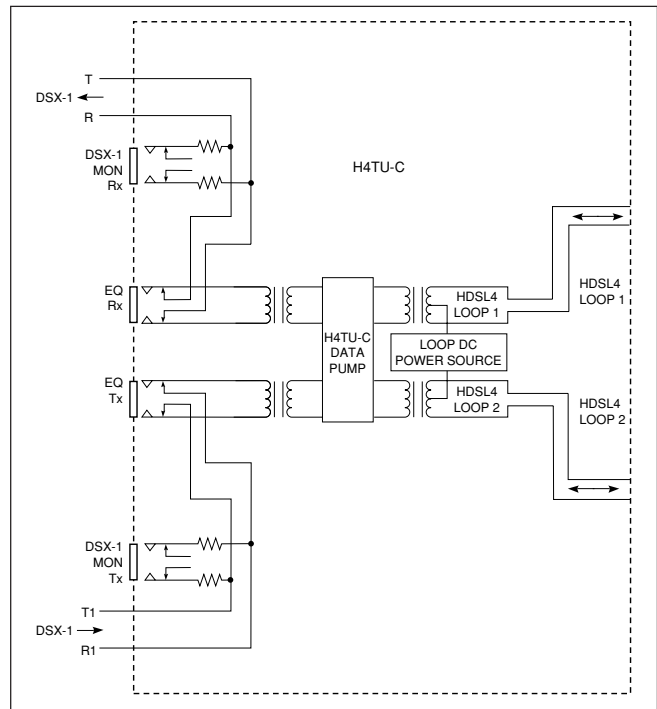 T
DSX-1
R
DSX-1
MON
Rx
H4TU-C
EQ
Rx
H4TU-C
DATA
PUMP
HDSL4
LOOP 1
HDSL4
LOOP 1
LOOP DC
POWER SOURCE
EQ
Tx
HDSL4
LOOP 2
HDSL4
LOOP 2
DSX-1
MON
Tx
T1
DSX-1
R1